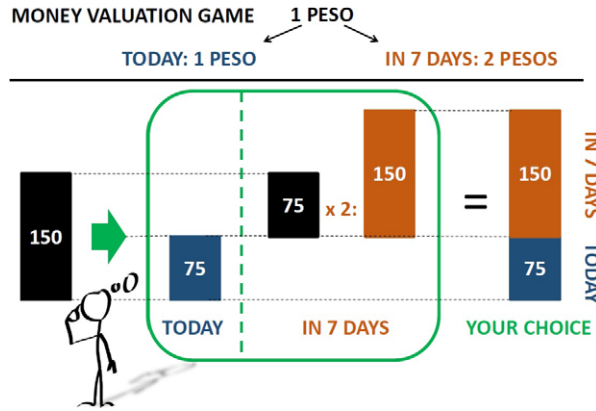 MONEY VALUATION GAME
1 PESO
TODAY: 1 PESO
IN 7 DAYS: 2 PESOS
150
75
75
x 2:
150
=
150
75
IN 7 DAYS
TODAY
TODAY
IN 7 DAYS
YOUR CHOICE